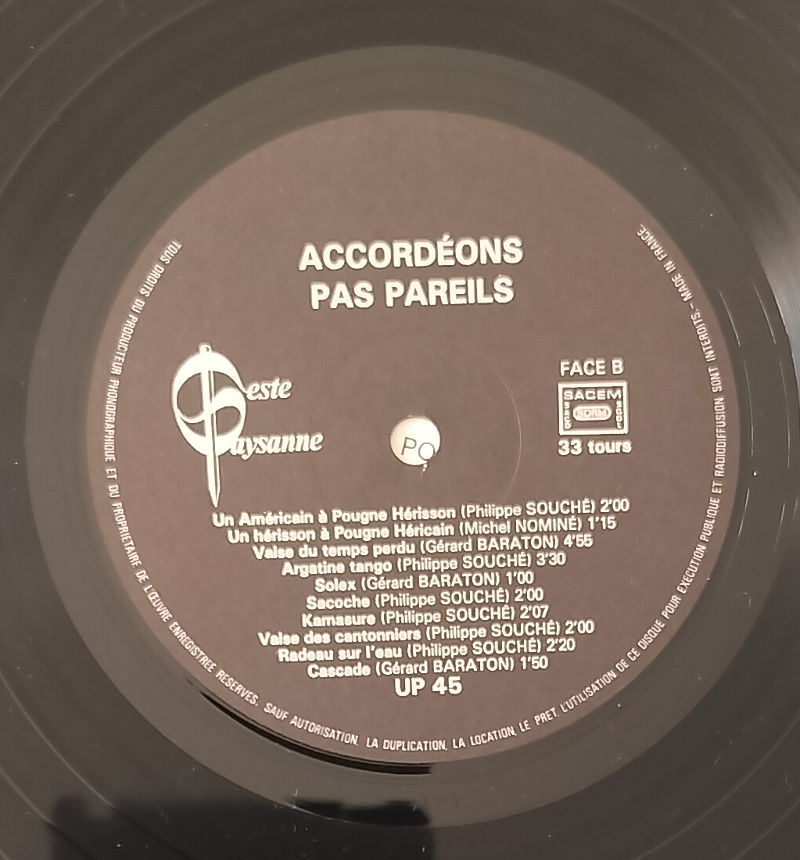 ACCORDÉONS
PAS PAREILS
Geste
Paysanne
FACE B
SACEM
SACD
SDRM
SGDL
33 tours
PO
Un Américain à Pougne Hérisson (Philippe SOUCHÉ) 2'00
Un hérisson à Pougne Héricain (Michel NOMINÉ) 1'15
Valse du temps perdu (Gérard BARATON) 4'55
Argatine tango (Philippe SOUCHÉ) 3'30
Solex (Gérard BARATON) 1'00
Sacoche (Philippe SOUCHÉ) 2'00
Kamasure (Philippe SOUCHÉ) 2'07
Valse des cantonniers (Philippe SOUCHÉ) 2'00
Radeau sur l'eau (Philippe SOUCHÉ) 2'20
Cascade (Gérard BARATON) 1'50
UP 45
TOUS DROITS DU PRODUCTEUR PHONOGRAPHIQUE ET DU PROPRIETAIRE DE L'ŒUVRE ENREGISTREE RESERVES. SAUF AUTORISATION, LA DUPLICATION, LA LOCATION, LE PRET, L'UTILISATION DE CE DISQUE POUR EXECUTION PUBLIQUE ET RADIODIFFUSION SONT INTERDITS. - MADE IN FRANCE